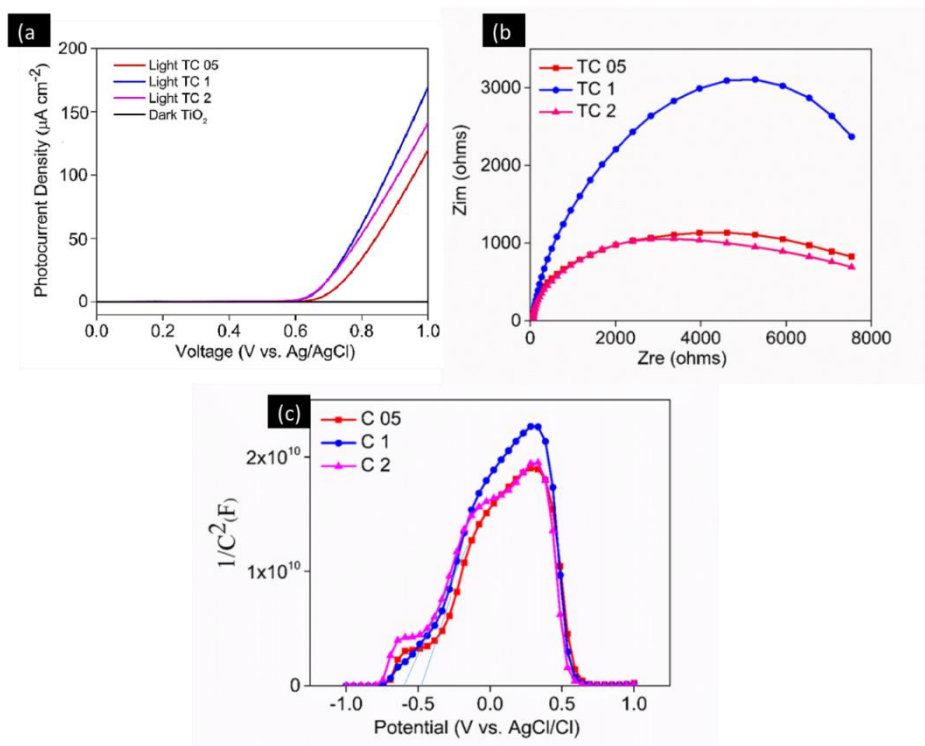 (a
200
150
100
50
0
Photocurrent Density (µA cm⁻²)
Light TC 05
Light TC 1
Light TC 2
Dark TiO₂
0.0 0.2 0.4 0.6 0.8 1.0
Voltage (V vs. Ag/AgCl)
(b)
3000
2000
1000
0
Zim (ohms)
TC 05
TC 1
TC 2
0 2000 4000 6000 8000
Zre (ohms)
(c)
2x10¹⁰
1x10¹⁰
0
1/C²(F)
C 05
C 1
C 2
-1.0 -0.5 0.0 0.5 1.0
Potential (V vs. AgCl/Cl)